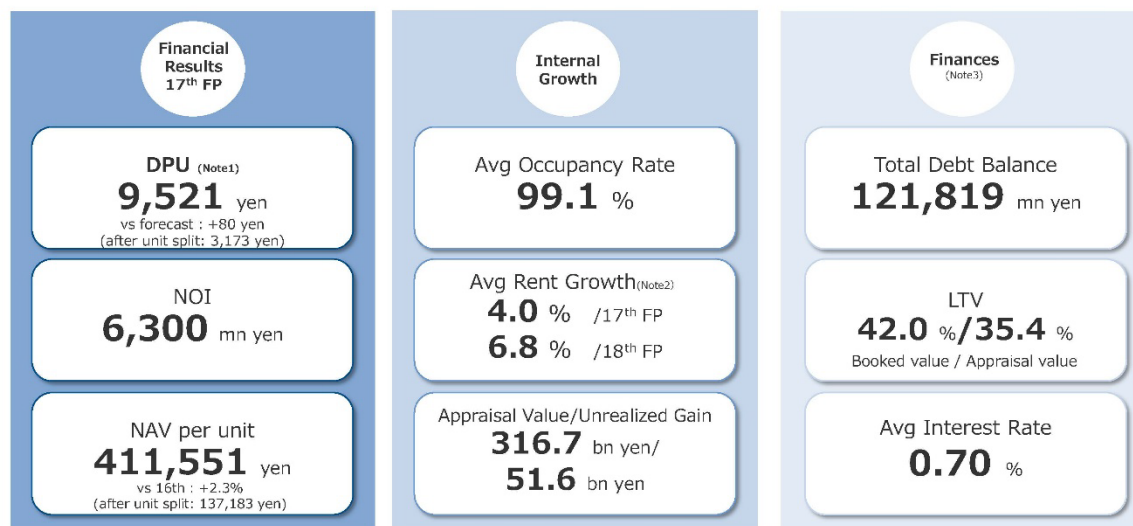 Financial
Results
17th FP
DPU (Note1)
9,521 yen
vs forecast : +80 yen
(after unit split: 3,173 yen)
NOI
6,300 mn yen
NAV per unit
411,551 yen
vs 16th : +2.3%
(after unit split: 137,183 yen)
Internal
Growth
Avg Occupancy Rate
99.1 %
Avg Rent Growth(Note2)
4.0 % /17th FP
6.8 % /18th FP
Appraisal Value/Unrealized Gain
316.7 bn yen/
51.6 bn yen
Finances
(Note3)
Total Debt Balance
121,819 mn yen
LTV
42.0 %/35.4 %
Booked value / Appraisal value
Avg Interest Rate
0.70 %